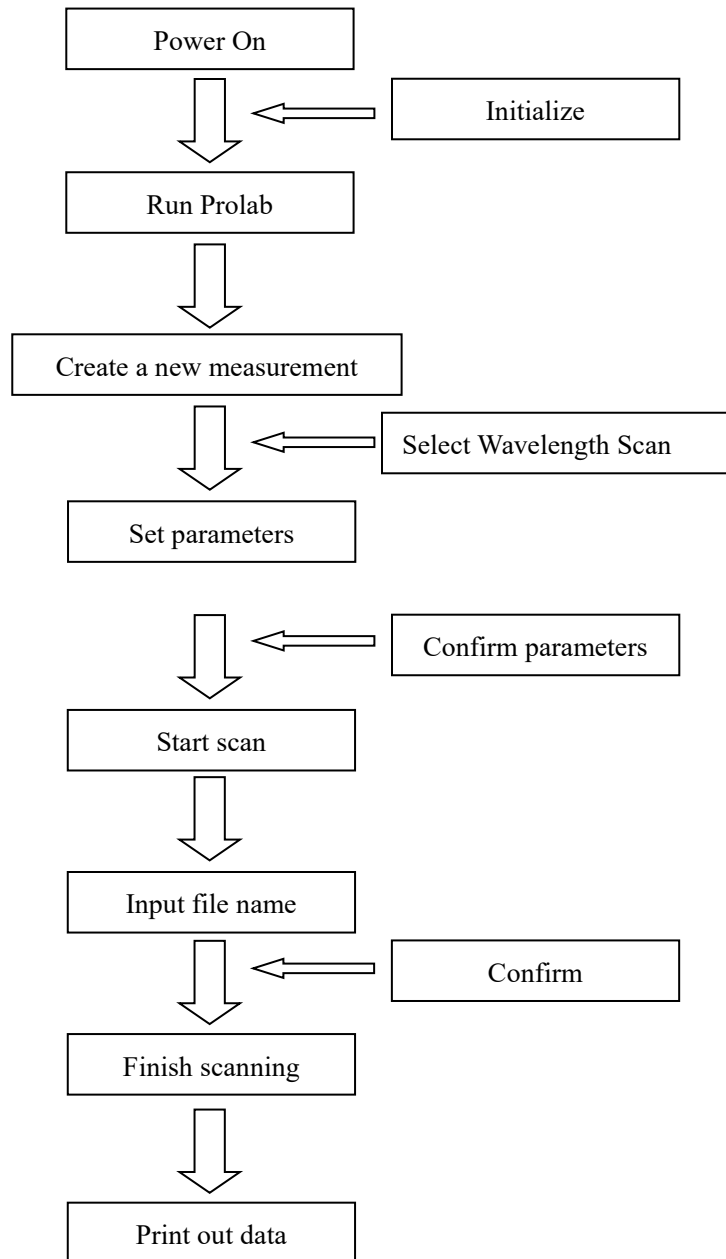 Power On
Initialize
Run Prolab
Create a new measurement
Select Wavelength Scan
Set parameters
Confirm parameters
Start scan
Input file name
Confirm
Finish scanning
Print out data